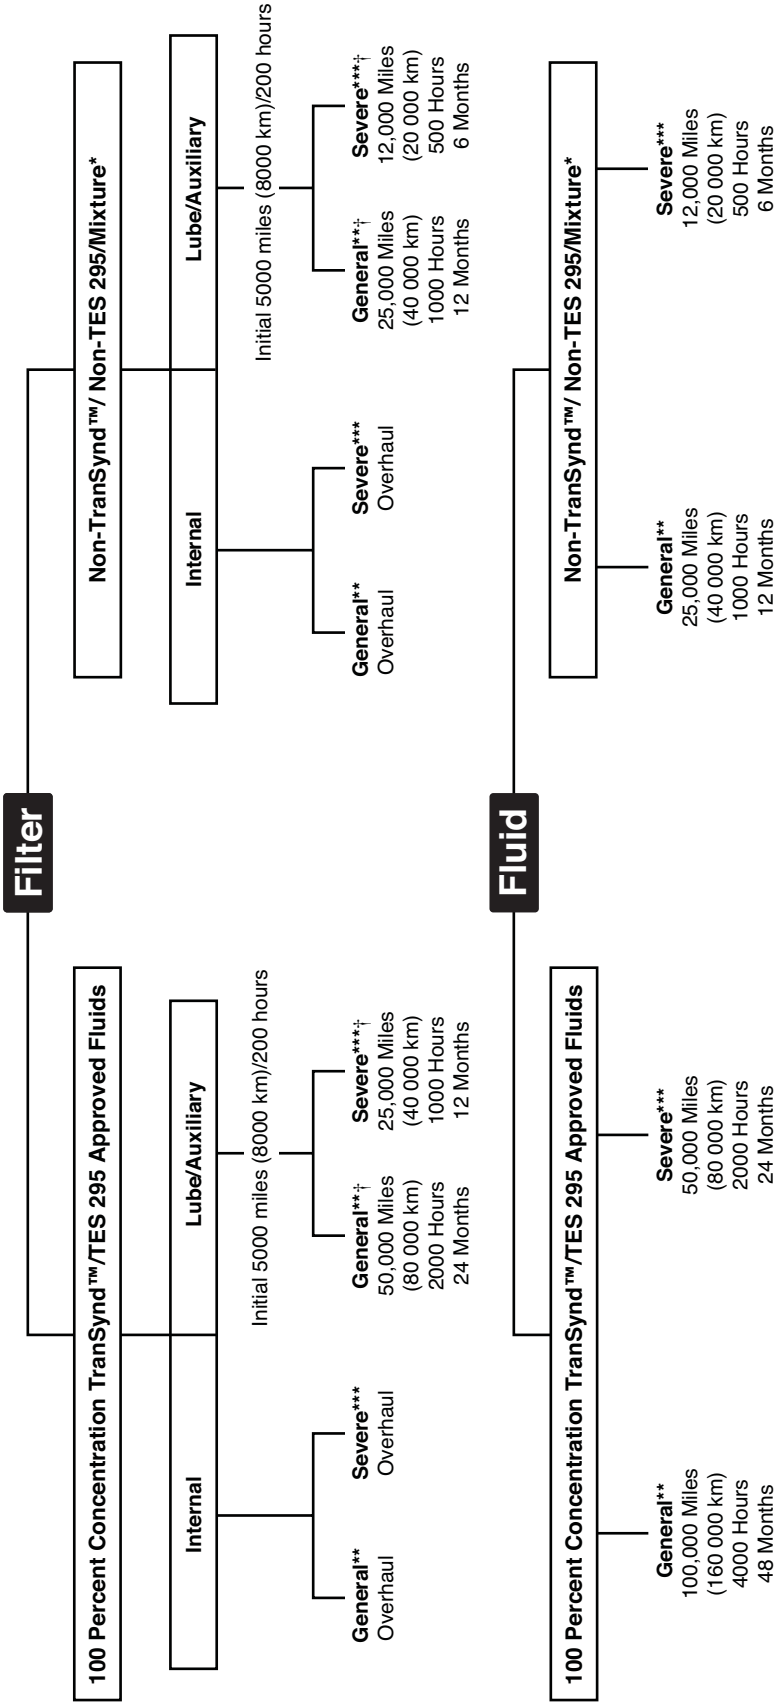 Filter
100 Percent Concentration TranSynd™/TES 295 Approved Fluids
Internal
General**
Overhaul
Severe***
Overhaul
Lube/Auxiliary
Initial 5000 miles (8000 km)/200 hours
General**†
50,000 Miles
(80 000 km)
2000 Hours
24 Months
Severe***†
25,000 Miles
(40 000 km)
1000 Hours
12 Months
Non-TranSynd™/ Non-TES 295/Mixture*
Internal
General**
Overhaul
Severe***
Overhaul
Lube/Auxiliary
Initial 5000 miles (8000 km)/200 hours
General**†
25,000 Miles
(40 000 km)
1000 Hours
12 Months
Severe***†
12,000 Miles
(20 000 km)
500 Hours
6 Months
Fluid
100 Percent Concentration TranSynd™/TES 295 Approved Fluids
General**
100,000 Miles
(160 000 km)
4000 Hours
48 Months
Severe***
50,000 Miles
(80 000 km)
2000 Hours
24 Months
Non-TranSynd™/ Non-TES 295/Mixture*
General**
25,000 Miles
(40 000 km)
1000 Hours
12 Months
Severe***
12,000 Miles
(20 000 km)
500 Hours
6 Months